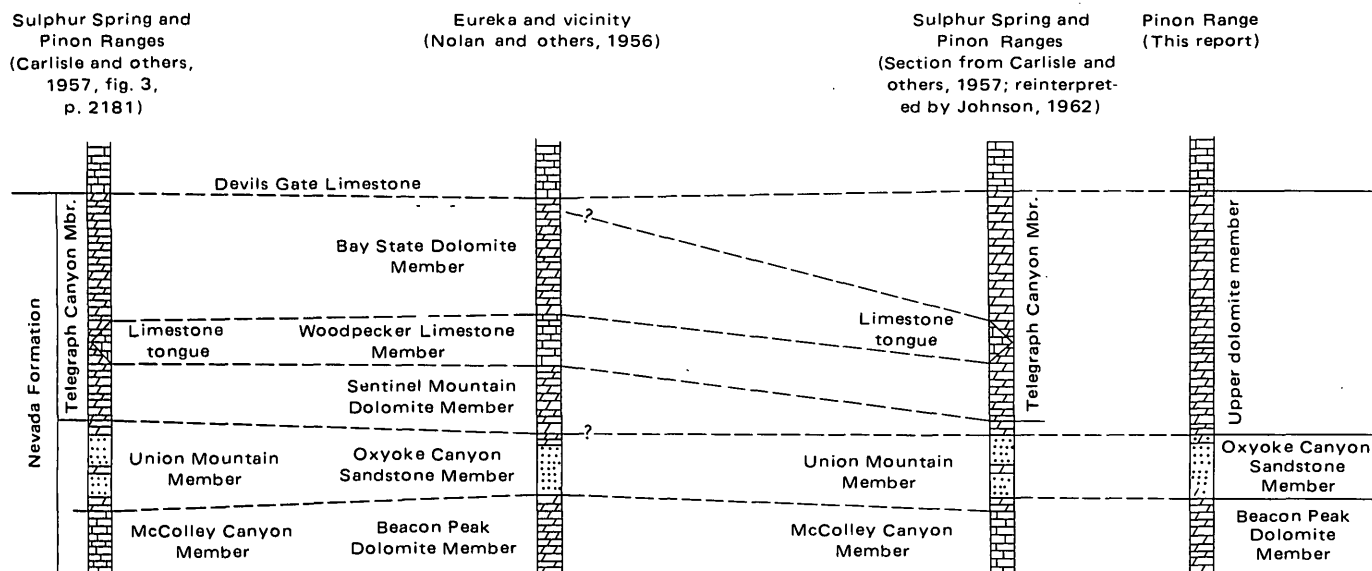 Sulphur Spring and
Pinon Ranges
(Carlisle and others,
1957, fig. 3,
p. 2181)
Eureka and vicinity
(Nolan and others, 1956)
Sulphur Spring and
Pinon Ranges
(Section from Carlisle and
others, 1957; reinterpret-
ed by Johnson, 1962)
Pinon Range
(This report)
Nevada Formation
Telegraph Canyon Mbr.
Devils Gate Limestone
?
Bay State Dolomite
Member
Limestone
tongue
Woodpecker Limestone
Member
Limestone
tongue
Sentinel Mountain
Dolomite Member
?
Telegraph Canyon Mbr.
Upper dolomite member
Union Mountain
Member
Oxyoke Canyon
Sandstone Member
Union Mountain
Member
Oxyoke Canyon
Sandstone
Member
McColley Canyon
Member
Beacon Peak
Dolomite Member
McColley Canyon
Member
Beacon Peak
Dolomite
Member